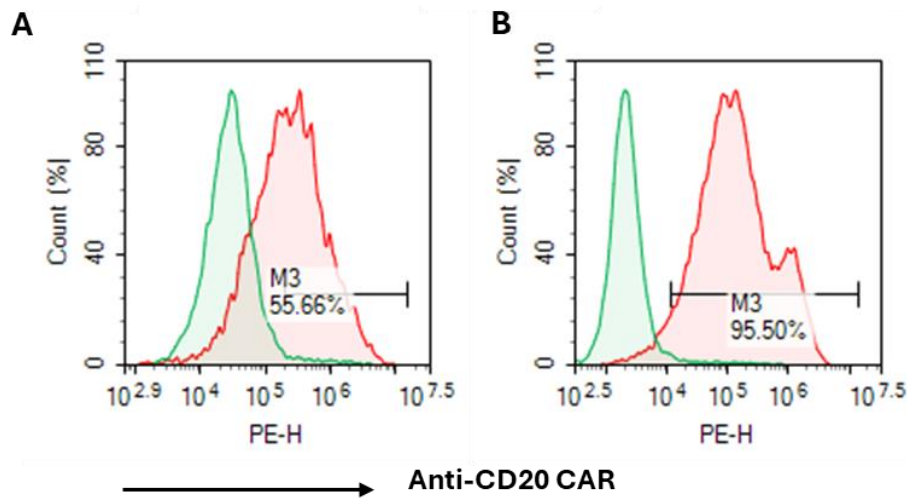 A
B
110
80
40
0
Count (%)
M3
55.66%
10^2.9 10^4 10^5 10^6 10^7.5
PE-H
110
80
40
0
Count (%)
M3
95.50%
10^2.5 10^4 10^5 10^6 10^7.5
PE-H
Anti-CD20 CAR